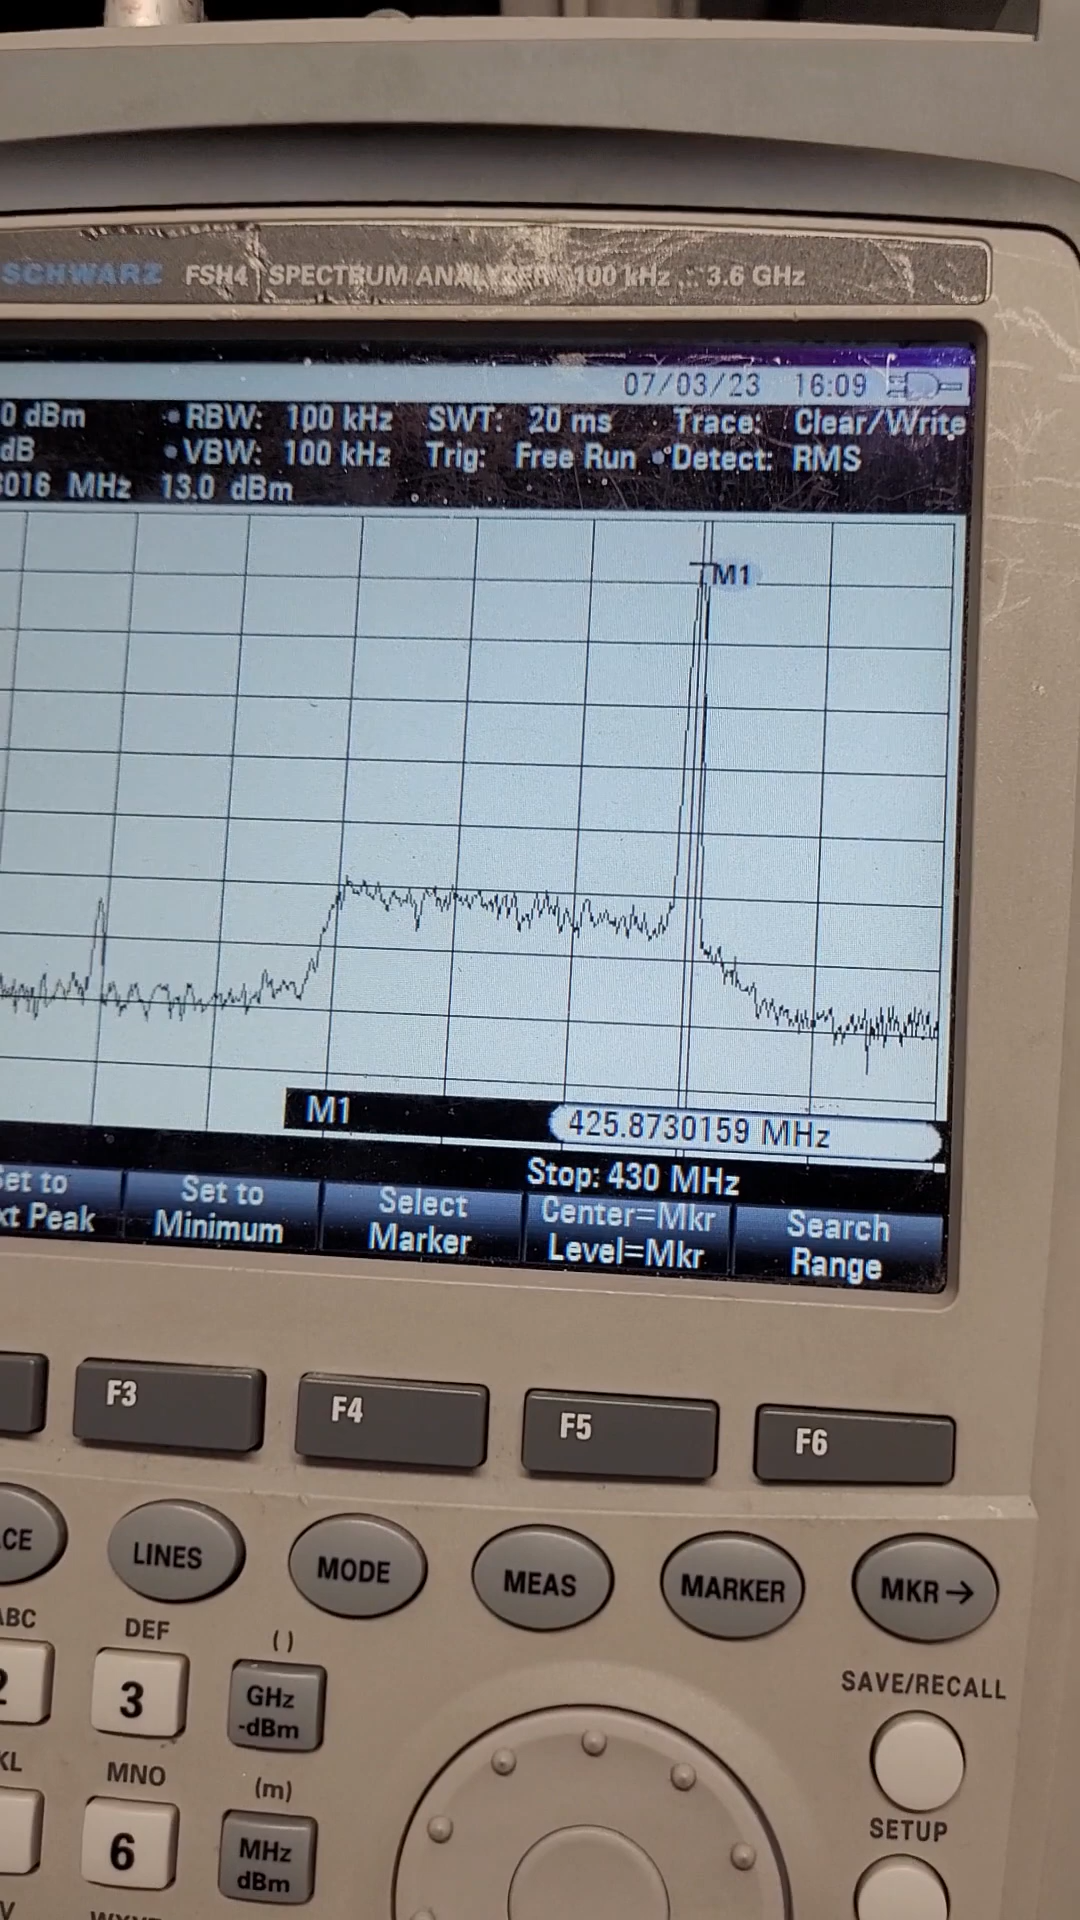 SCHWARZ FSH4 SPECTRUM ANALYZER 100 kHz ... 3.6 GHz
07/03/23 16:09
0 dBm • RBW: 100 kHz SWT: 20 ms Trace: Clear/Write
dB • VBW: 100 kHz Trig: Free Run • Detect: RMS
016 MHz 13.0 dBm
M1
M1 425.8730159 MHz
Stop: 430 MHz
Set to Set to Select Center=Mkr Search
xt Peak Minimum Marker Level=Mkr Range
F3 F4 F5 F6
CE LINES MODE MEAS MARKER MKR→
ABC DEF ( )
2 3 GHz
-dBm
SAVE/RECALL
KL MNO (m)
6 MHz
dBm
SETUP